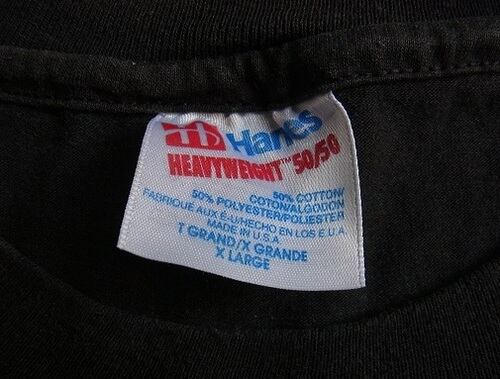 Hanes
HEAVYWEIGHT™ 50/50
50% COTTON/
COTON/ALGODON
50% POLYESTER/POLIESTER
FABRIQUE AUX É-U/HECHO EN LOS E.U.A.
MADE IN U.S.A.
T GRAND/X GRANDE
X LARGE